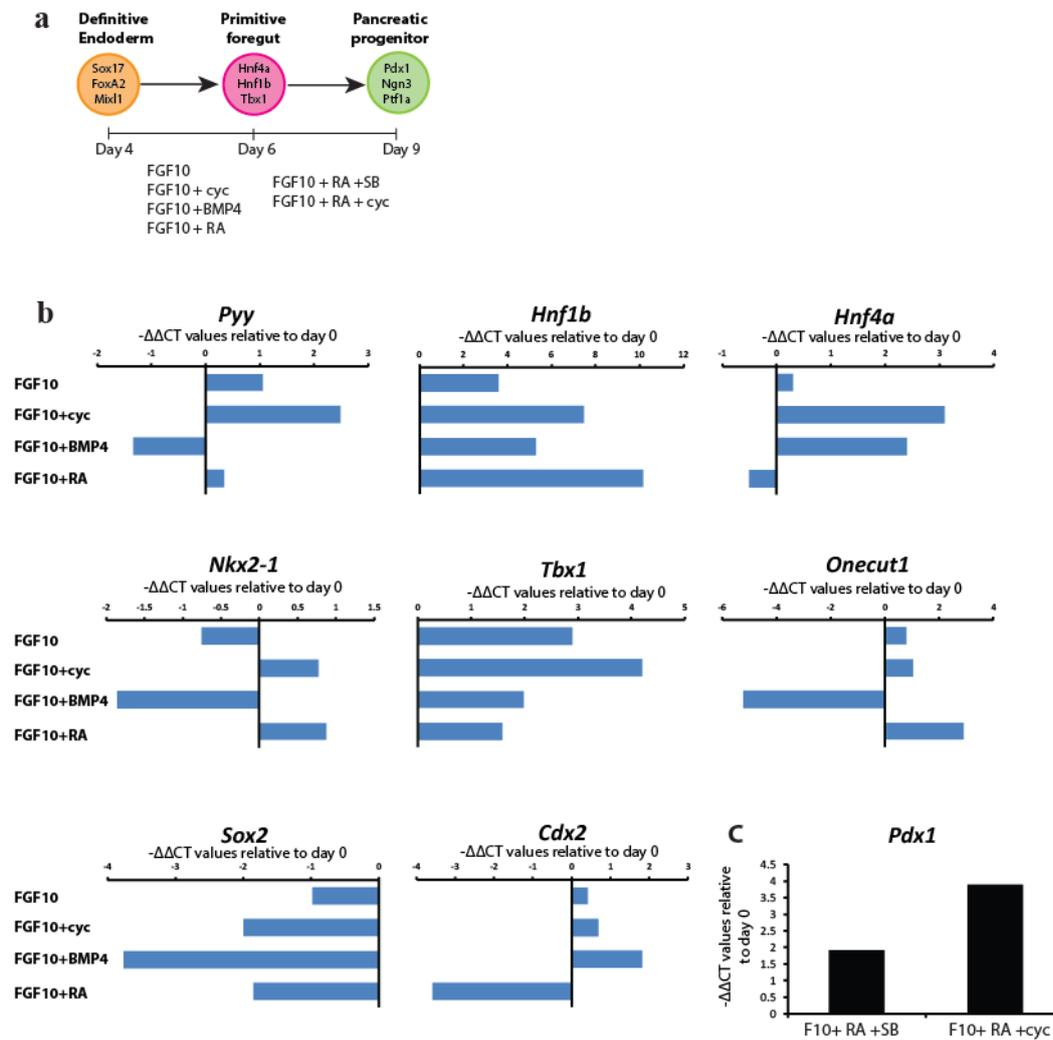 a
Definitive Endoderm
Primitive foregut
Pancreatic progenitor
Sox17
FoxA2
Mixl1
Hnf4a
Hnf1b
Tbx1
Pdx1
Ngn3
Ptf1a
Day 4
Day 6
Day 9
FGF10
FGF10 + cyc
FGF10 +BMP4
FGF10 + RA
FGF10 + RA +SB
FGF10 + RA + cyc
b
Pyy
-ΔΔCT values relative to day 0
-2 -1 0 1 2 3
FGF10
FGF10+cyc
FGF10+BMP4
FGF10+RA
Hnf1b
-ΔΔCT values relative to day 0
0 2 4 6 8 10 12
Hnf4a
-ΔΔCT values relative to day 0
-1 0 1 2 3 4
Nkx2-1
-ΔΔCT values relative to day 0
-2 -1.5 -1 -0.5 0 0.5 1 1.5
FGF10
FGF10+cyc
FGF10+BMP4
FGF10+RA
Tbx1
-ΔΔCT values relative to day 0
0 1 2 3 4 5
Onecut1
-ΔΔCT values relative to day 0
-6 -4 -2 0 2 4
Sox2
-ΔΔCT values relative to day 0
-4 -3 -2 -1 0
FGF10
FGF10+cyc
FGF10+BMP4
FGF10+RA
Cdx2
-ΔΔCT values relative to day 0
-4 -3 -2 -1 0 1 2 3
C
Pdx1
-ΔΔCT values relative
to day 0
4.5
4
3.5
3
2.5
2
1.5
1
0.5
0
F10+ RA +SB
F10+ RA +cyc